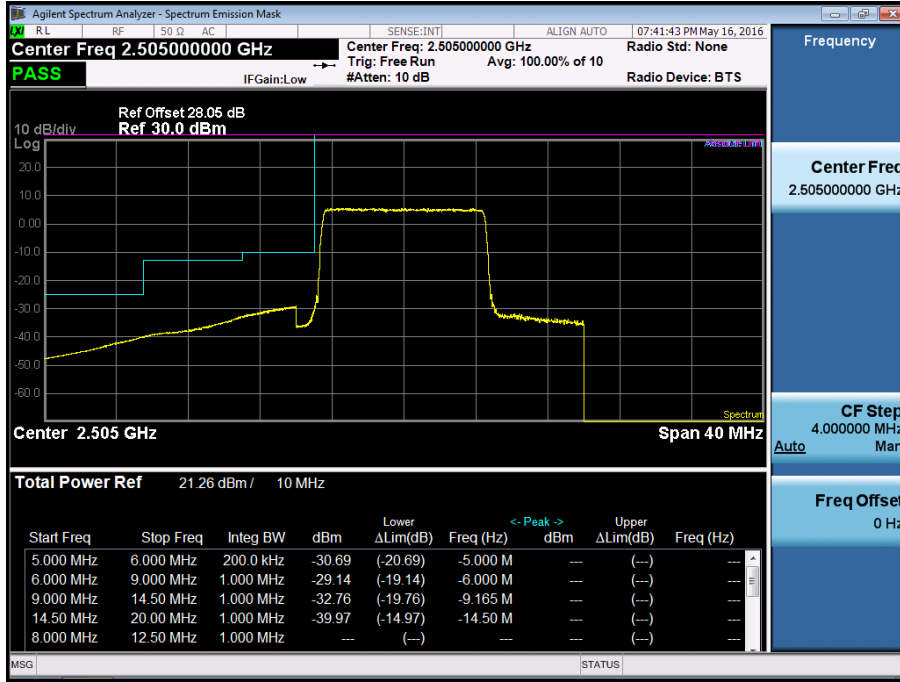 Agilent Spectrum Analyzer - Spectrum Emission Mask
LXI RL RF 50 Ω AC SENSE:INT ALIGN AUTO 07:41:43 PM May 16, 2016
Center Freq 2.505000000 GHz
Center Freq: 2.505000000 GHz
Radio Std: None
Trig: Free Run Avg: 100.00% of 10
PASS
IFGain:Low
#Atten: 10 dB
Radio Device: BTS
Ref Offset 28.05 dB
10 dB/div Ref 30.0 dBm
Log
Absolute Limit
20.0
10.0
0.00
-10.0
-20.0
-30.0
-40.0
-50.0
-60.0
Spectrum
Center 2.505 GHz
Span 40 MHz
Total Power Ref 21.26 dBm / 10 MHz
Lower <- Peak -> Upper
Start Freq Stop Freq Integ BW dBm ΔLim(dB) Freq (Hz) dBm ΔLim(dB) Freq (Hz)
5.000 MHz 6.000 MHz 200.0 kHz -30.69 (-20.69) -5.000 M --- (---) ---
6.000 MHz 9.000 MHz 1.000 MHz -29.14 (-19.14) -6.000 M --- (---) ---
9.000 MHz 14.50 MHz 1.000 MHz -32.76 (-19.76) -9.165 M --- (---) ---
14.50 MHz 20.00 MHz 1.000 MHz -39.97 (-14.97) -14.50 M --- (---) ---
8.000 MHz 12.50 MHz 1.000 MHz --- (---) --- --- (---) ---
MSG
STATUS
Frequency
Center Freq
2.505000000 GHz
CF Step
4.000000 MHz
Auto Man
Freq Offset
0 Hz